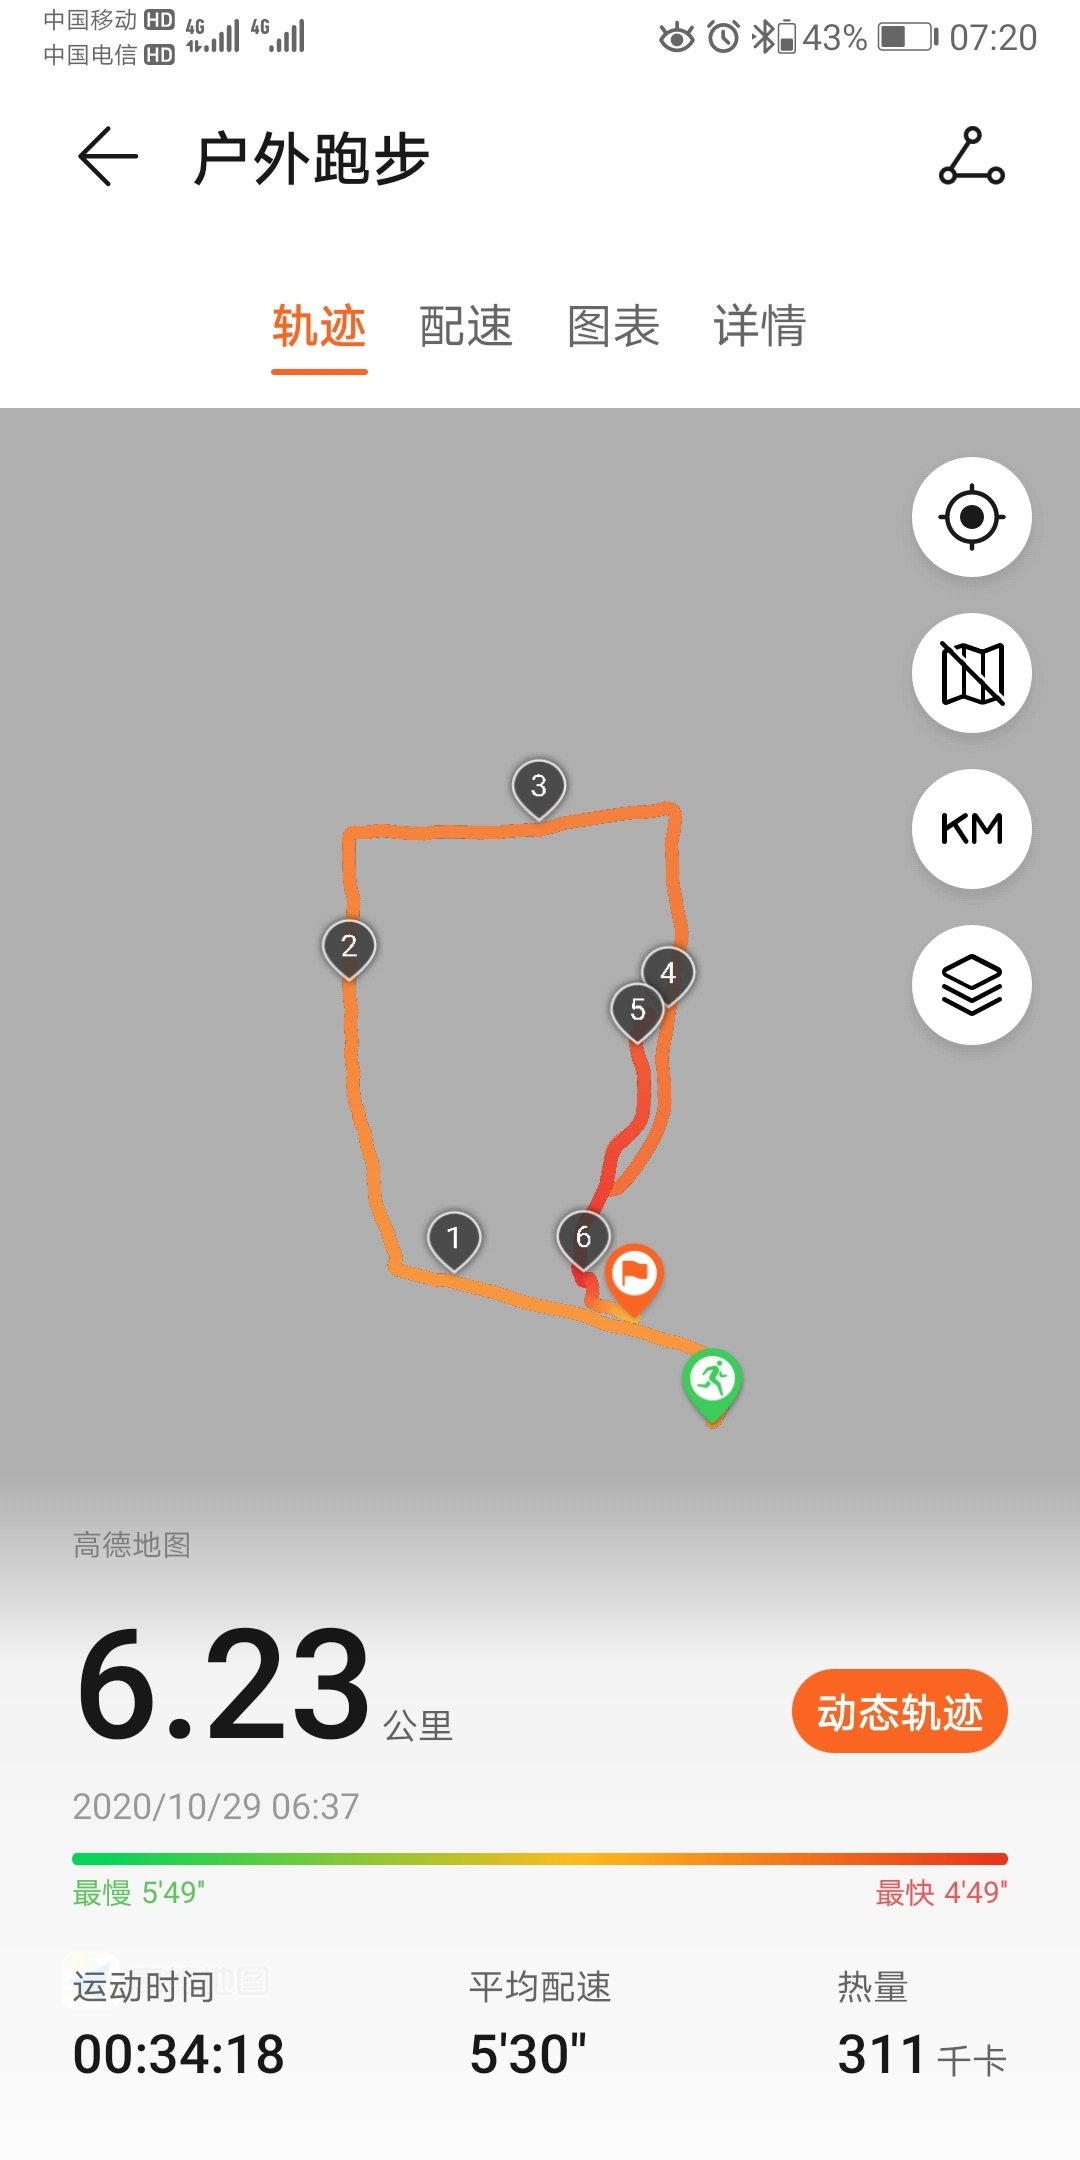 中国移动 HD 4G 4G 43% 07:20
中国电信 HD
户外跑步
轨迹 配速 图表 详情
KM
3
2
4
5
1
6
高德地图
6.23 公里
动态轨迹
2020/10/29 06:37
最慢 5'49" 最快 4'49"
运动时间 平均配速 热量
00:34:18 5'30" 311 千卡